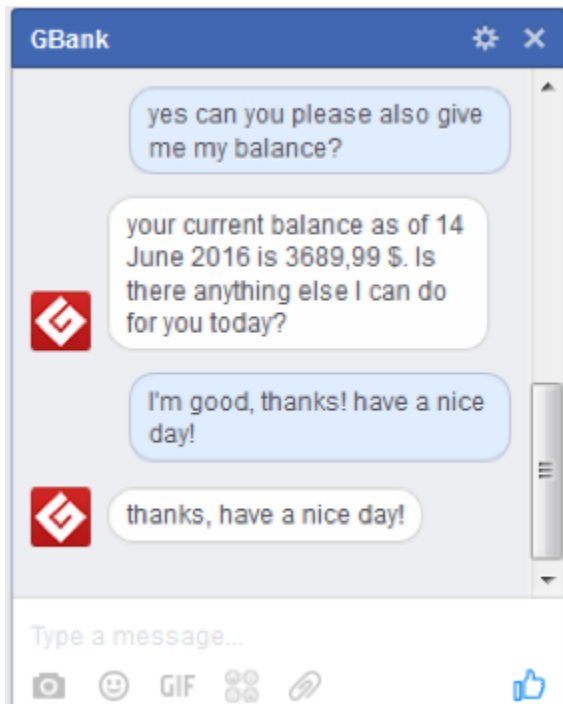 GBank
yes can you please also give
me my balance?
your current balance as of 14
June 2016 is 3689,99 $. Is
there anything else I can do
for you today?
I'm good, thanks! have a nice
day!
thanks, have a nice day!
Type a message...
GIF